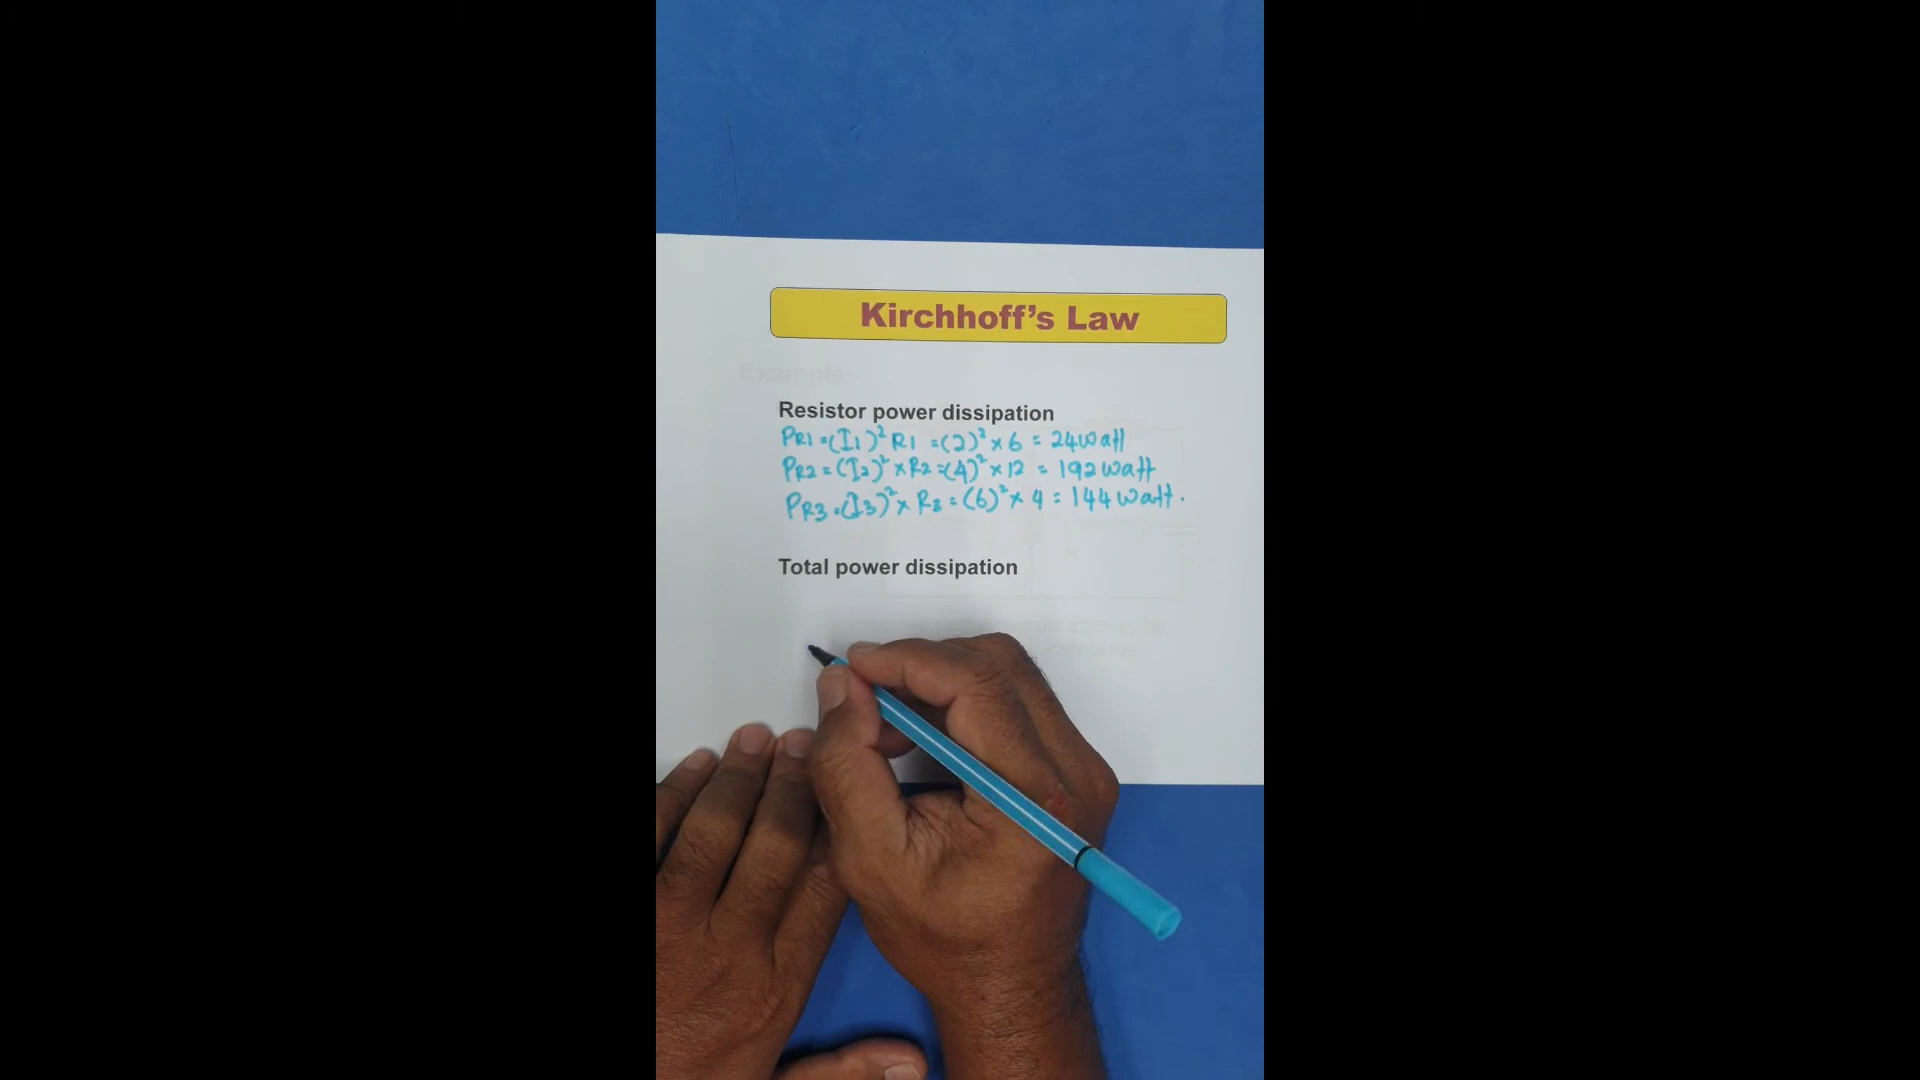 Kirchhoff's Law
Example:
Resistor power dissipation
PR1 = (I1)² R1 = (2)² × 6 = 24 watt
PR2 = (I2)² × R2 = (4)² × 12 = 192 watt
PR3 = (I3)² × R3 = (6)² × 4 = 144 watt.
Total power dissipation